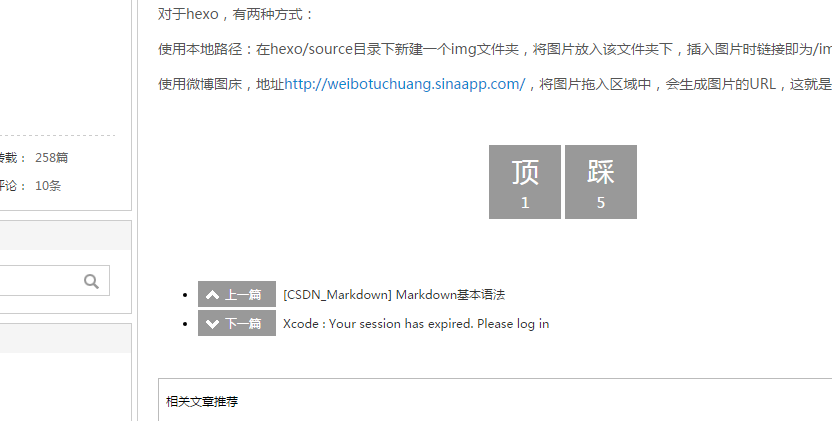 对于hexo，有两种方式：
使用本地路径：在hexo/source目录下新建一个img文件夹，将图片放入该文件夹下，插入图片时链接即为/im
使用微博图床，地址http://weibotuchuang.sinaapp.com/，将图片拖入区域中，会生成图片的URL，这就是
载： 258篇
论： 10条
顶 踩
1 5
上一篇 [CSDN_Markdown] Markdown基本语法
下一篇 Xcode : Your session has expired. Please log in
相关文章推荐